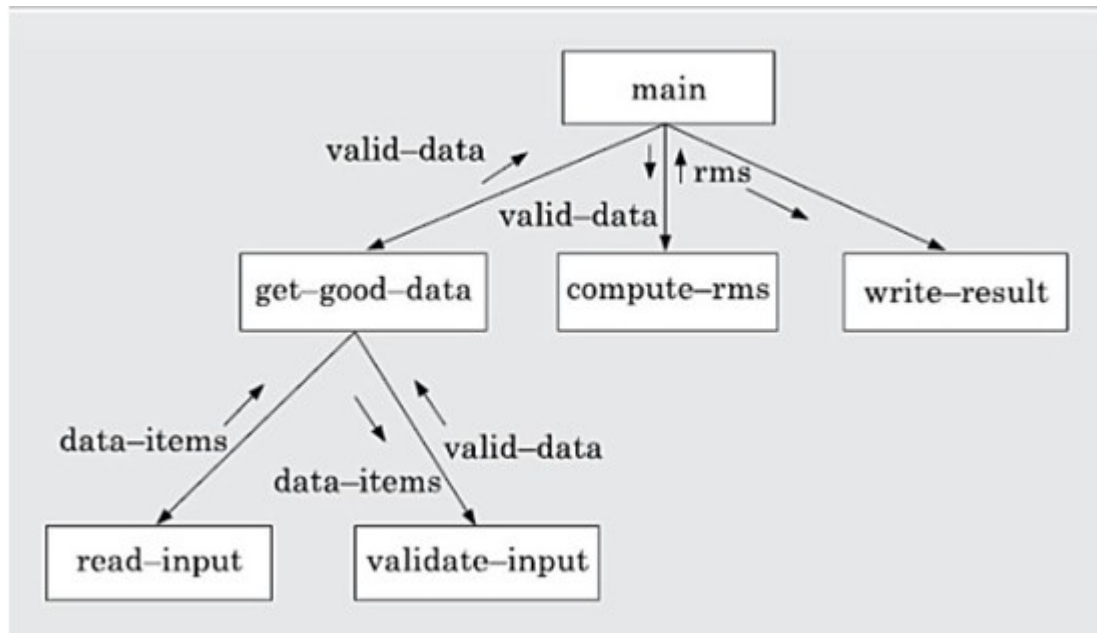 main
valid–data
rms
valid–data
get–good–data
compute–rms
write–result
data–items
valid–data
data–items
read–input
validate–input